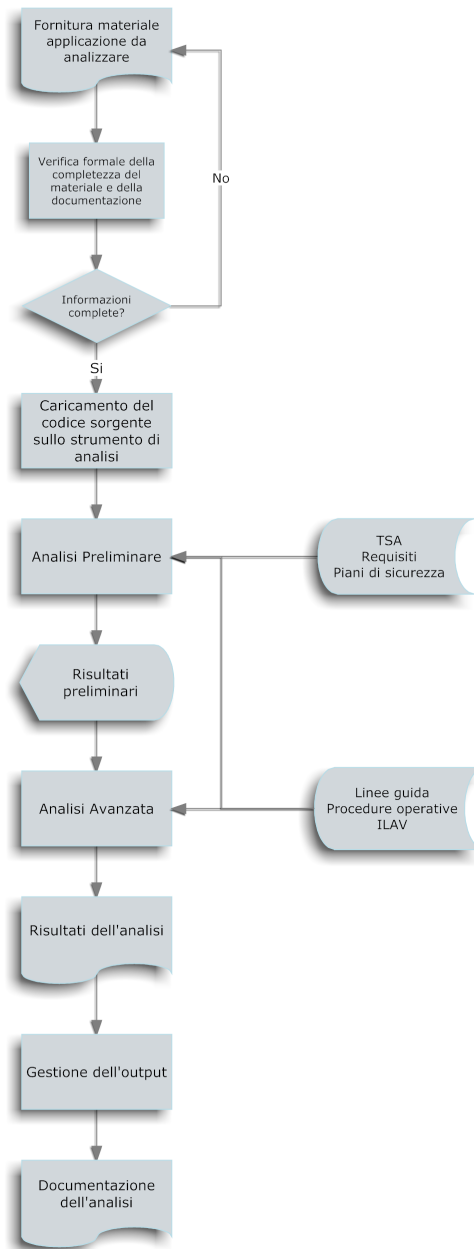 Fornitura materiale
applicazione da
analizzare
Verifica formale della
completezza del
materiale e della
documentazione
No
Informazioni
complete?
Si
Caricamento del
codice sorgente
sullo strumento di
analisi
Analisi Preliminare
TSA
Requisiti
Piani di sicurezza
Risultati
preliminari
Analisi Avanzata
Linee guida
Procedure operative
ILAV
Risultati dell'analisi
Gestione dell'output
Documentazione
dell'analisi